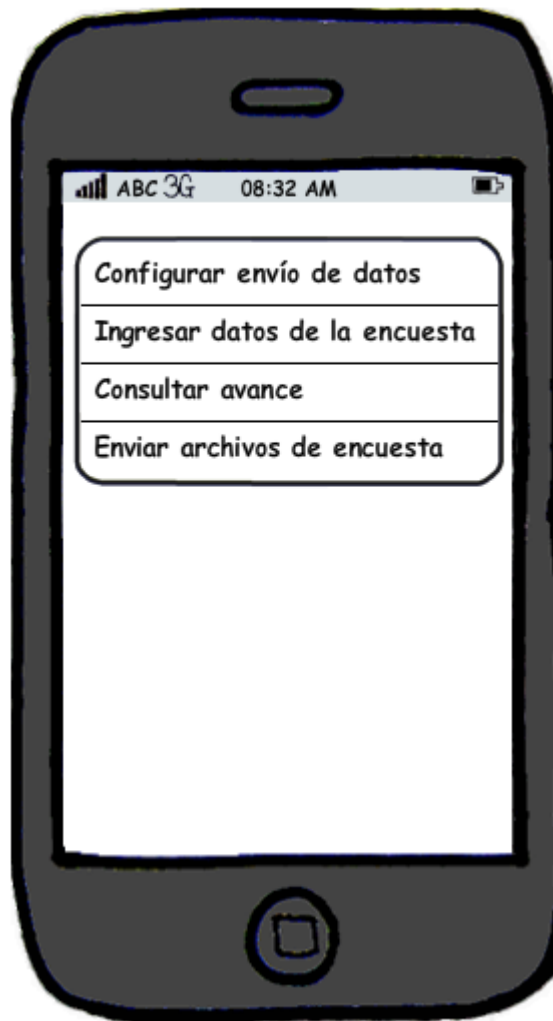 ABC 3G 08:32 AM
Configurar envío de datos
Ingresar datos de la encuesta
Consultar avance
Enviar archivos de encuesta